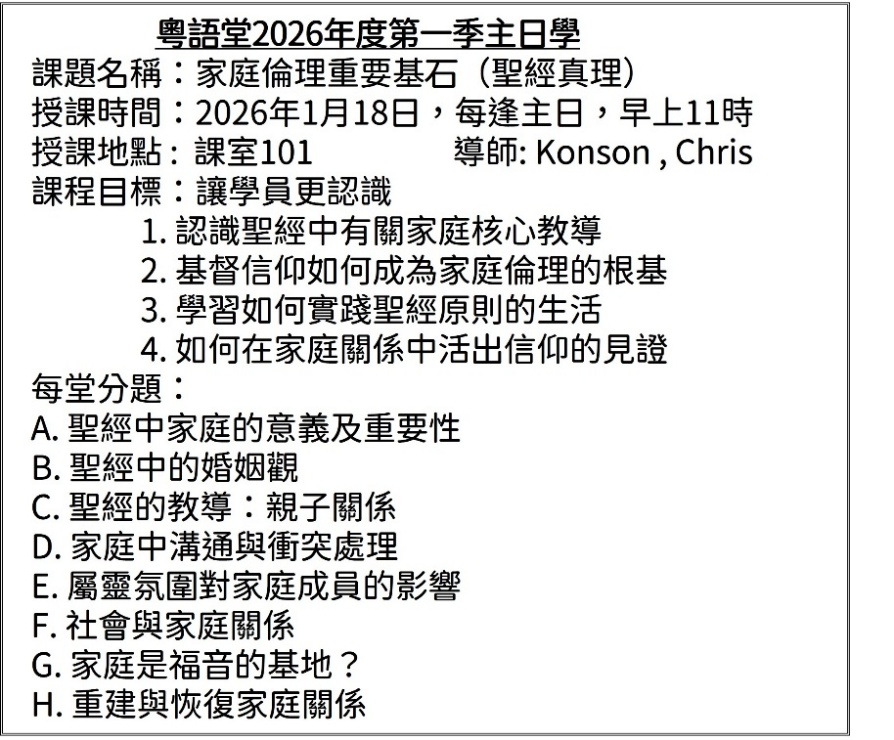 粵語堂2026年度第一季主日學
課題名稱：家庭倫理重要基石（聖經真理）
授課時間：2026年1月18日，每逢主日，早上11時
授課地點: 課室101 導師: Konson , Chris
課程目標：讓學員更認識
1. 認識聖經中有關家庭核心教導
2. 基督信仰如何成為家庭倫理的根基
3. 學習如何實踐聖經原則的生活
4. 如何在家庭關係中活出信仰的見證
每堂分題：
A. 聖經中家庭的意義及重要性
B. 聖經中的婚姻觀
C. 聖經的教導：親子關係
D. 家庭中溝通與衝突處理
E. 屬靈氛圍對家庭成員的影響
F. 社會與家庭關係
G. 家庭是福音的基地？
H. 重建與恢復家庭關係